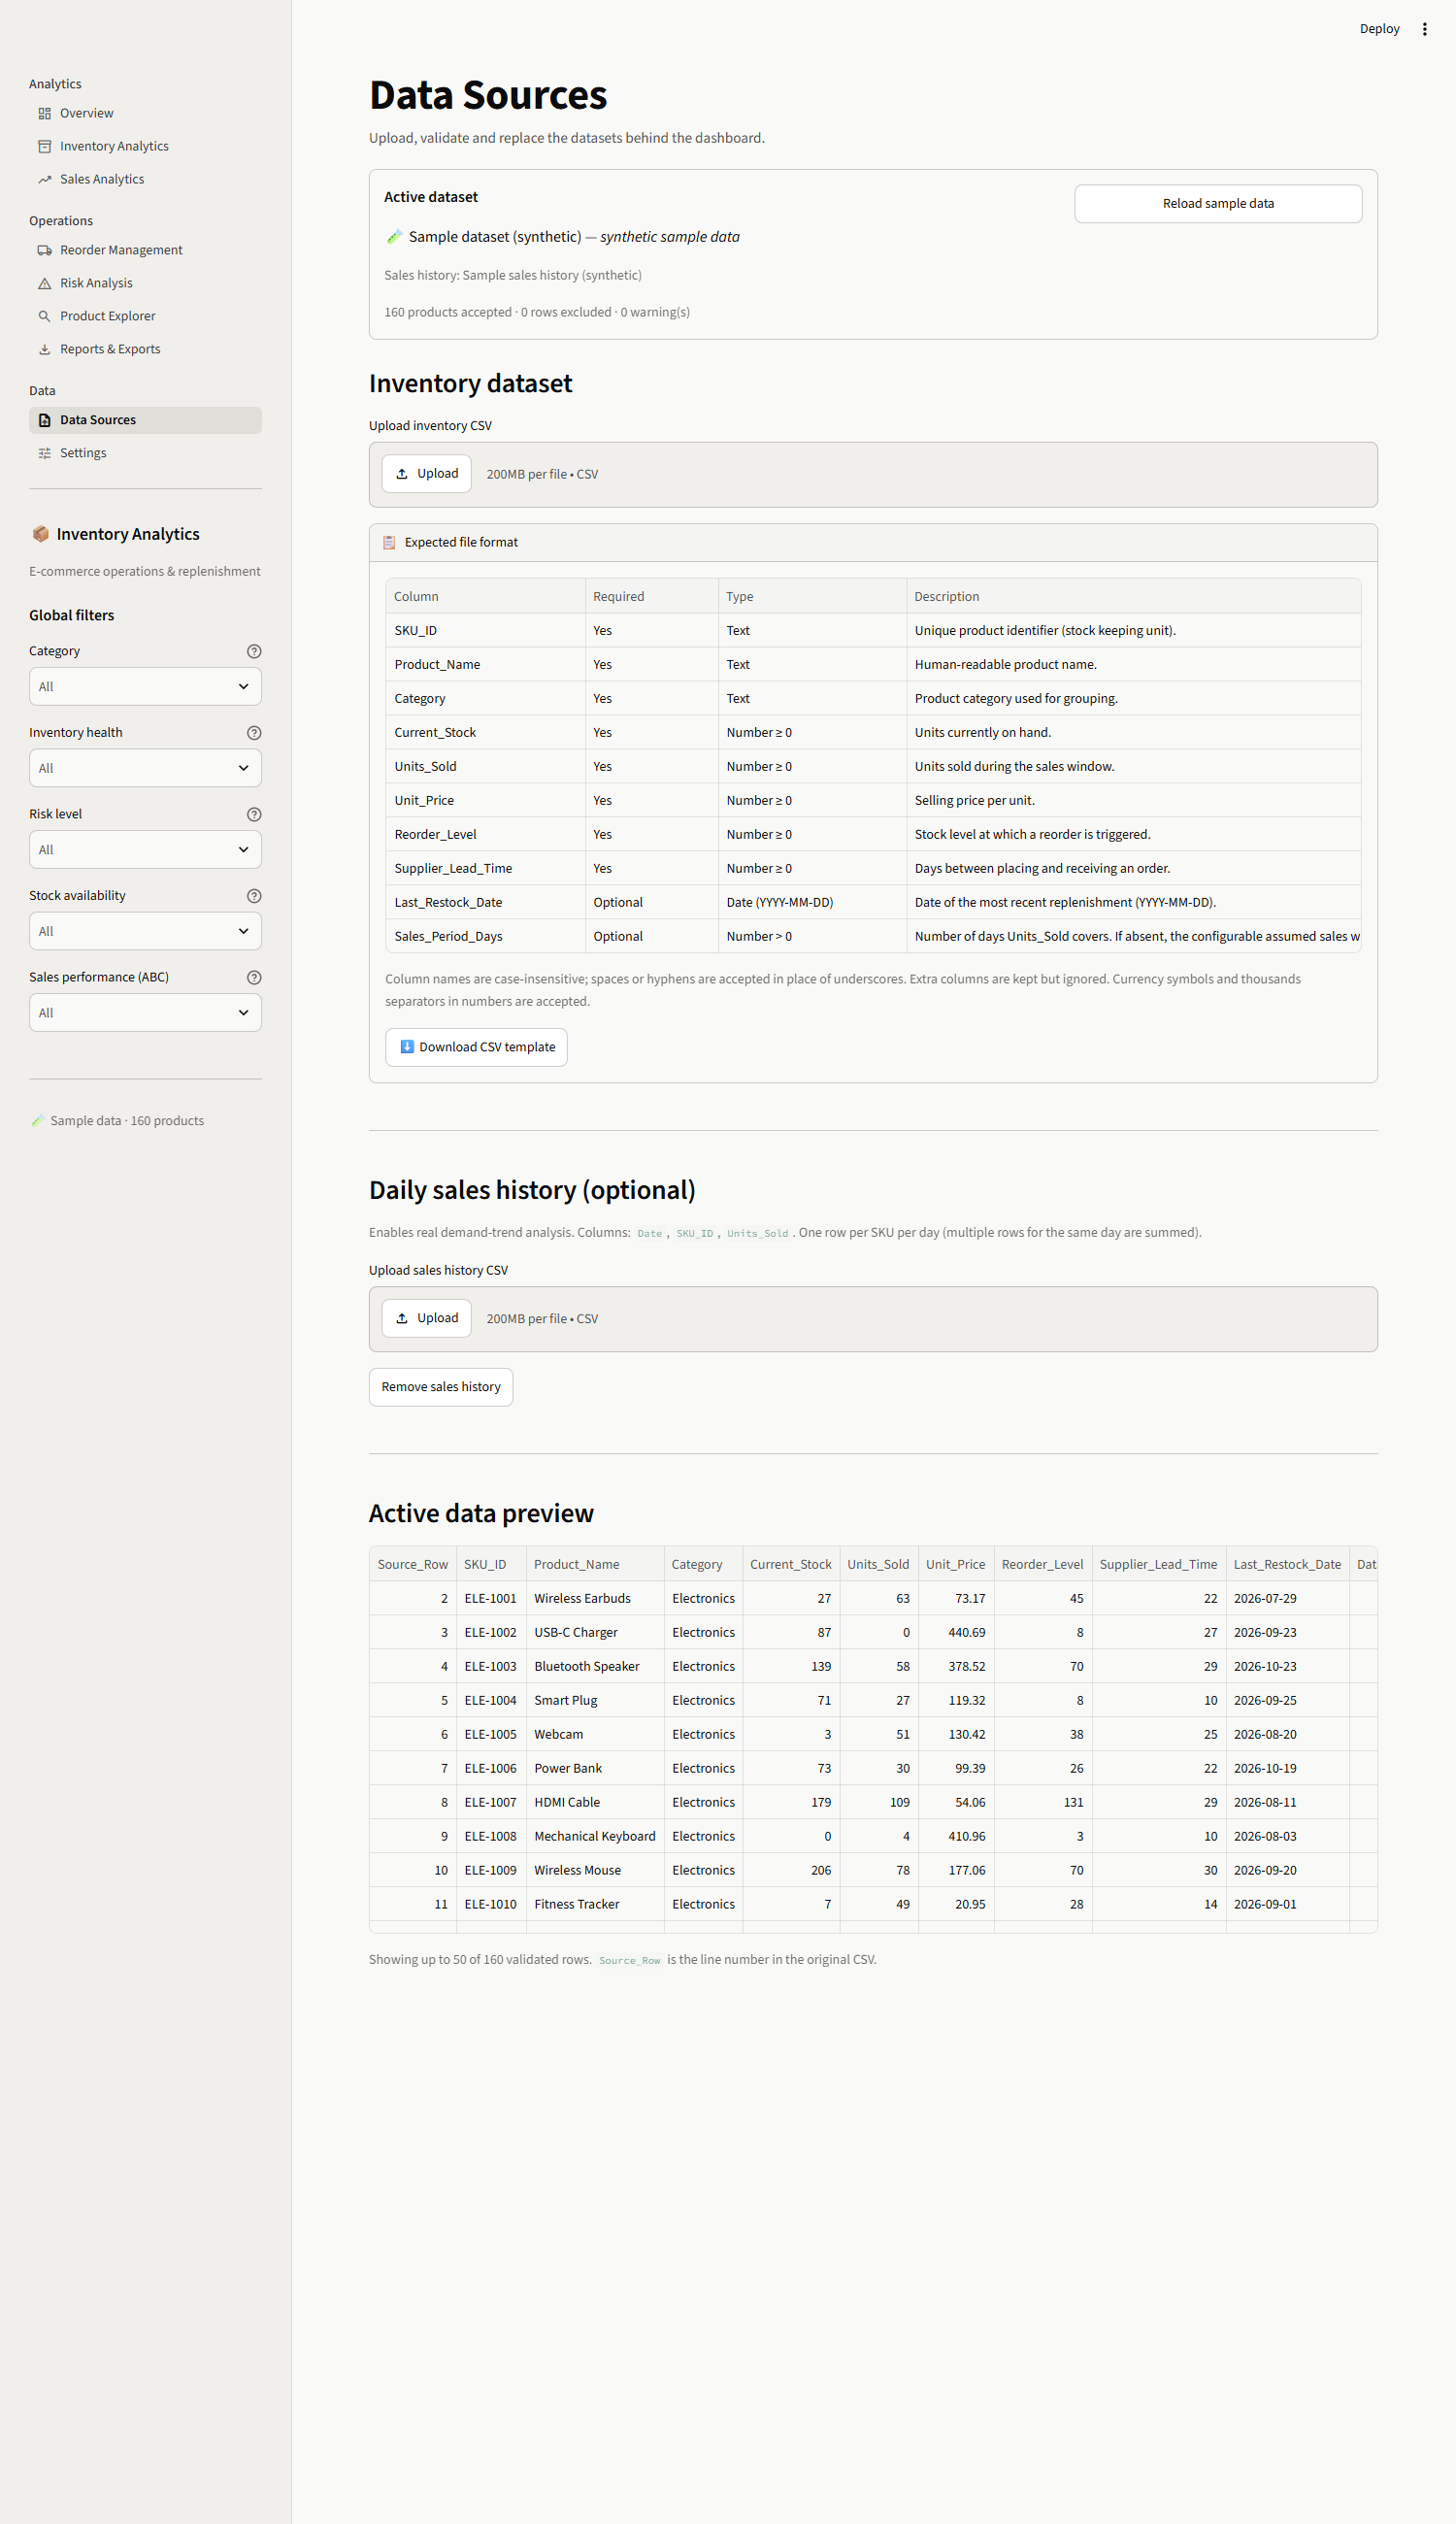 Deploy
Analytics
Overview
Inventory Analytics
Sales Analytics
Operations
Reorder Management
Risk Analysis
Product Explorer
Reports & Exports
Data
Data Sources
Settings
Inventory Analytics
E-commerce operations & replenishment
Global filters
Category
All
Inventory health
All
Risk level
All
Stock availability
All
Sales performance (ABC)
All
Sample data · 160 products
Data Sources
Upload, validate and replace the datasets behind the dashboard.
Active dataset
Reload sample data
Sample dataset (synthetic) — synthetic sample data
Sales history: Sample sales history (synthetic)
160 products accepted · 0 rows excluded · 0 warning(s)
Inventory dataset
Upload inventory CSV
Upload 200MB per file • CSV
Expected file format
Column Required Type Description
SKU_ID Yes Text Unique product identifier (stock keeping unit).
Product_Name Yes Text Human-readable product name.
Category Yes Text Product category used for grouping.
Current_Stock Yes Number ≥ 0 Units currently on hand.
Units_Sold Yes Number ≥ 0 Units sold during the sales window.
Unit_Price Yes Number ≥ 0 Selling price per unit.
Reorder_Level Yes Number ≥ 0 Stock level at which a reorder is triggered.
Supplier_Lead_Time Yes Number ≥ 0 Days between placing and receiving an order.
Last_Restock_Date Optional Date (YYYY-MM-DD) Date of the most recent replenishment (YYYY-MM-DD).
Sales_Period_Days Optional Number > 0 Number of days Units_Sold covers. If absent, the configurable assumed sales w
Column names are case-insensitive; spaces or hyphens are accepted in place of underscores. Extra columns are kept but ignored. Currency symbols and thousands
separators in numbers are accepted.
Download CSV template
Daily sales history (optional)
Enables real demand-trend analysis. Columns: Date, SKU_ID, Units_Sold. One row per SKU per day (multiple rows for the same day are summed).
Upload sales history CSV
Upload 200MB per file • CSV
Remove sales history
Active data preview
Source_Row SKU_ID Product_Name Category Current_Stock Units_Sold Unit_Price Reorder_Level Supplier_Lead_Time Last_Restock_Date Dat
2 ELE-1001 Wireless Earbuds Electronics 27 63 73.17 45 22 2026-07-29
3 ELE-1002 USB-C Charger Electronics 87 0 440.69 8 27 2026-09-23
4 ELE-1003 Bluetooth Speaker Electronics 139 58 378.52 70 29 2026-10-23
5 ELE-1004 Smart Plug Electronics 71 27 119.32 8 10 2026-09-25
6 ELE-1005 Webcam Electronics 3 51 130.42 38 25 2026-08-20
7 ELE-1006 Power Bank Electronics 73 30 99.39 26 22 2026-10-19
8 ELE-1007 HDMI Cable Electronics 179 109 54.06 131 29 2026-08-11
9 ELE-1008 Mechanical Keyboard Electronics 0 4 410.96 3 10 2026-08-03
10 ELE-1009 Wireless Mouse Electronics 206 78 177.06 70 30 2026-09-20
11 ELE-1010 Fitness Tracker Electronics 7 49 20.95 28 14 2026-09-01
Showing up to 50 of 160 validated rows. Source_Row is the line number in the original CSV.